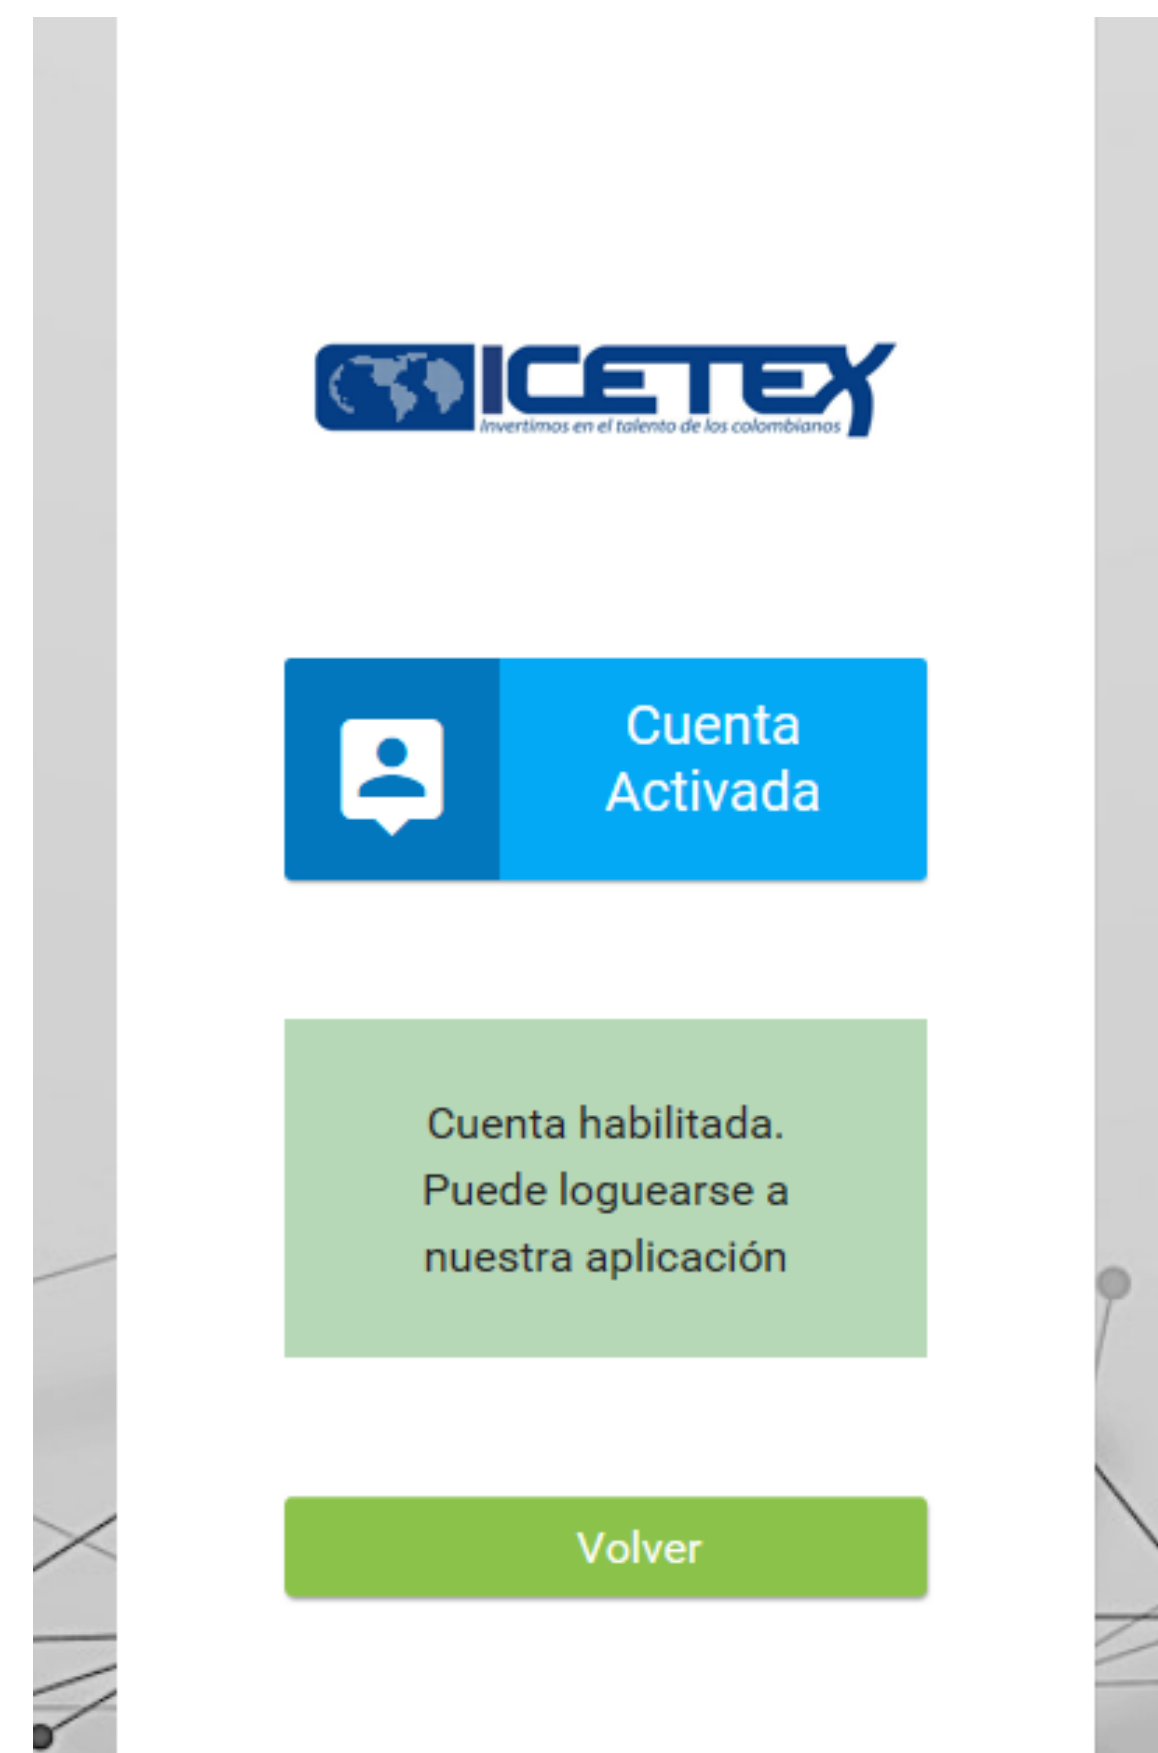 ICETEX
Invertimos en el talento de los colombianos
Cuenta
Activada
Cuenta habilitada.
Puede loguearse a
nuestra aplicación
Volver